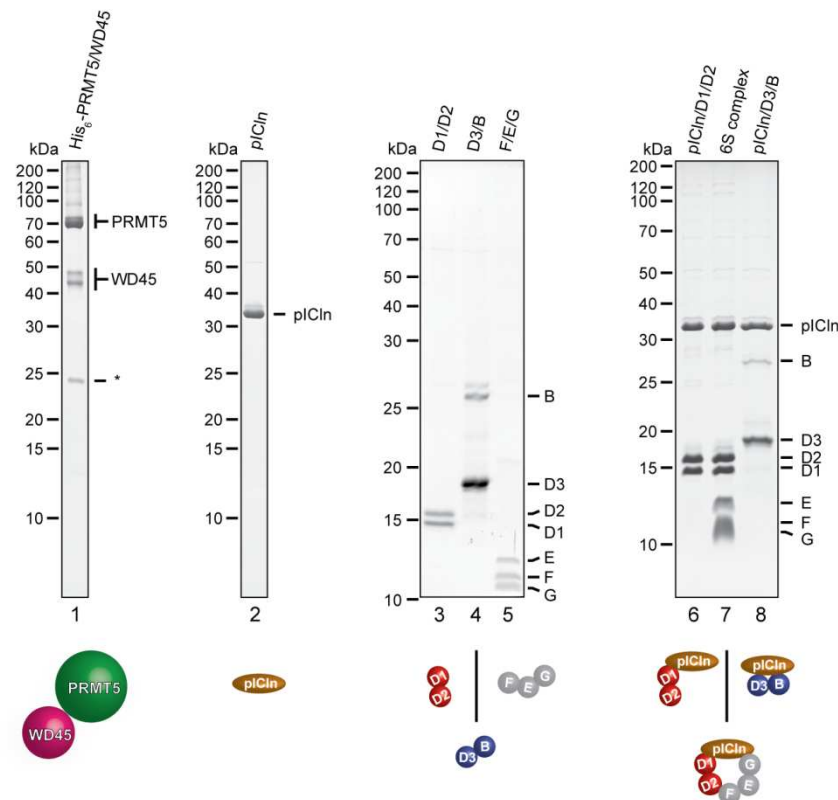 His6-PRMT5/WD45
kDa
200
120
100
70
60
50
40
30
25
20
15
10
PRMT5
WD45
*
1
pICln
kDa
200
120
100
70
60
50
40
30
25
20
15
10
pICln
2
D1/D2
D3/B
F/E/G
kDa
200
120
100
70
50
40
30
25
20
15
10
B
D3
D2
D1
E
F
G
3 4 5
pICln/D1/D2
6S complex
pICln/D3/B
kDa
200
120
100
70
50
40
30
25
20
15
10
pICln
B
D3
D2
D1
E
F
G
6 7 8
PRMT5
WD45
pICln
D1
D2
F E G
D3 B
pICln
D1
D2
pICln
D3 B
pICln
D1 G
D2 F E